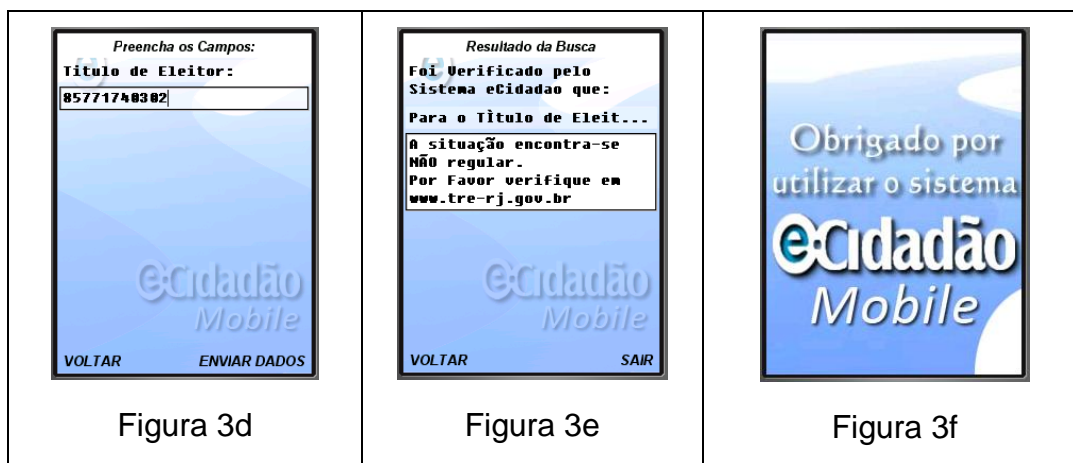 Preencha os Campos:
Título de Eleitor:
85771740302
eCidadão
Mobile
VOLTAR ENVIAR DADOS
Figura 3d
Resultado da Busca
Foi Verificado pelo
Sistema eCidadao que:
Para o TÌtulo de Eleit...
A situação encontra-se
NÃO regular.
Por Favor verifique em
www.tre-rj.gov.br
eCidadão
Mobile
VOLTAR SAIR
Figura 3e
Obrigado por
utilizar o sistema
eCidadão
Mobile
Figura 3f